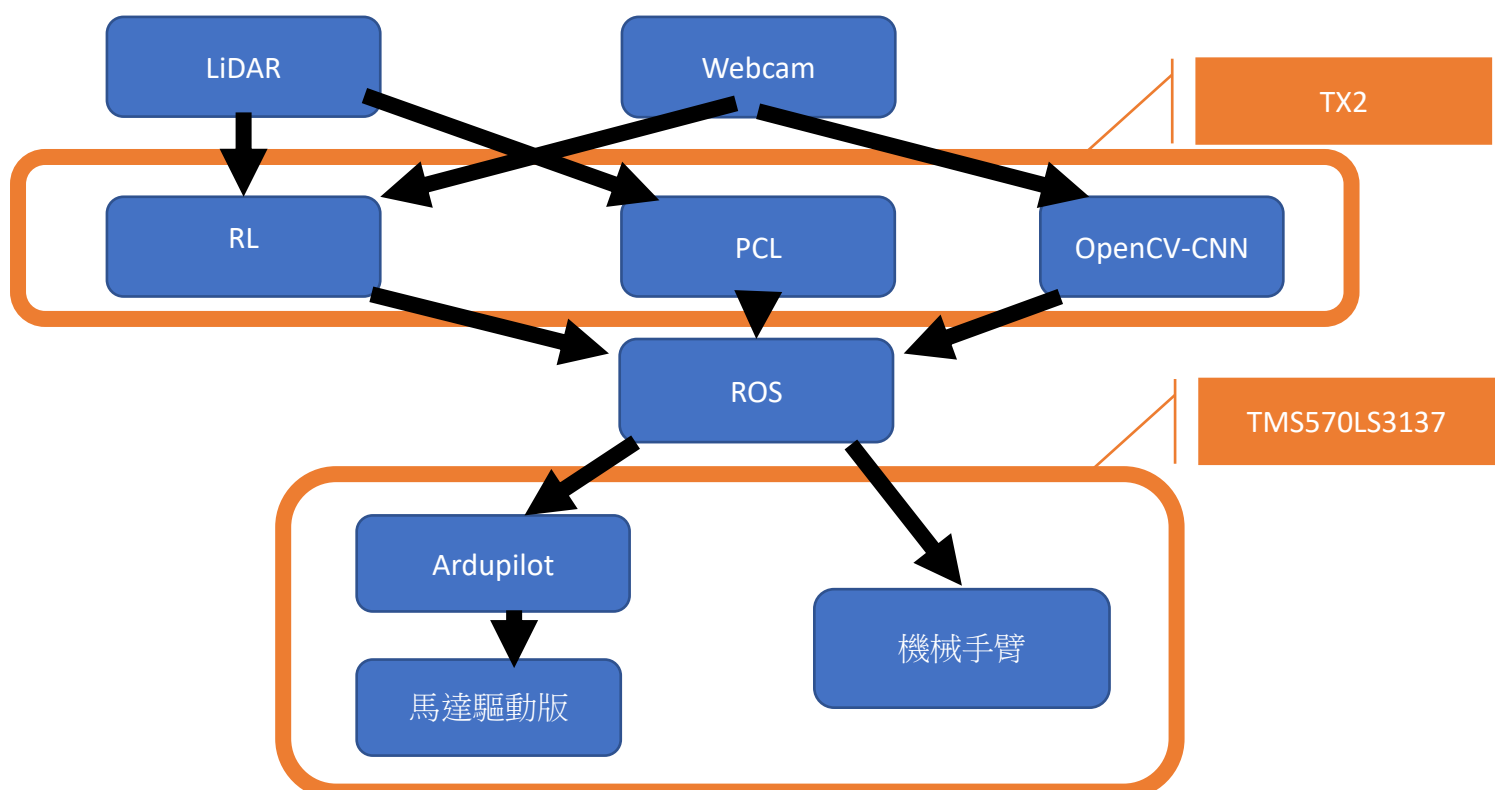 LiDAR
Webcam
TX2
RL
PCL
OpenCV-CNN
ROS
TMS570LS3137
Ardupilot
機械手臂
馬達驅動版